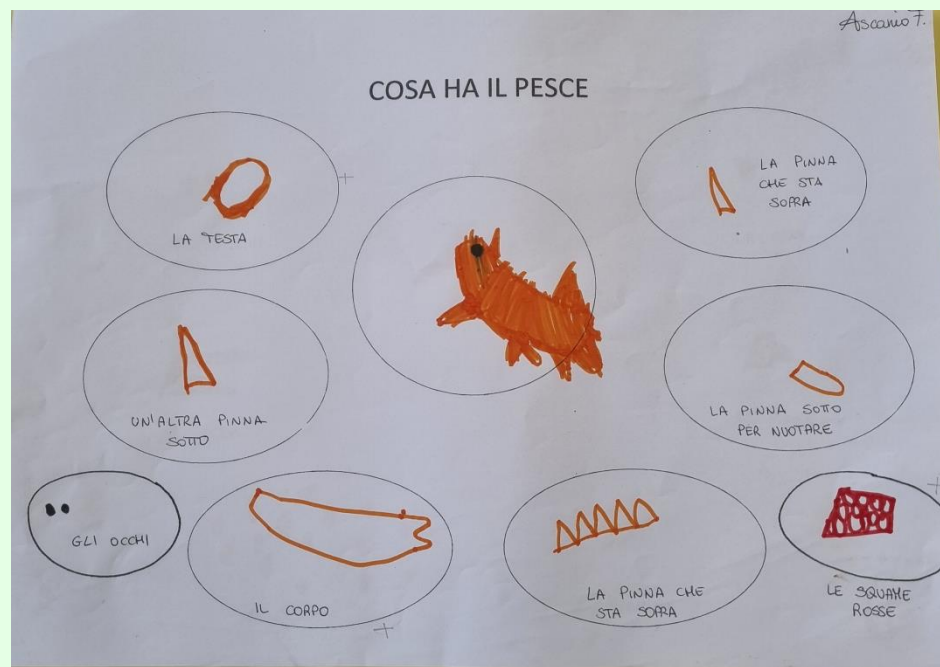 Ascanio F.
COSA HA IL PESCE
LA TESTA
LA PINNA
CHE STA
SOPRA
UN'ALTRA PINNA
SOTTO
LA PINNA SOTTO
PER NUOTARE
GLI OCCHI
IL CORPO
LA PINNA CHE
STA SOPRA
LE SQUAME
ROSSE